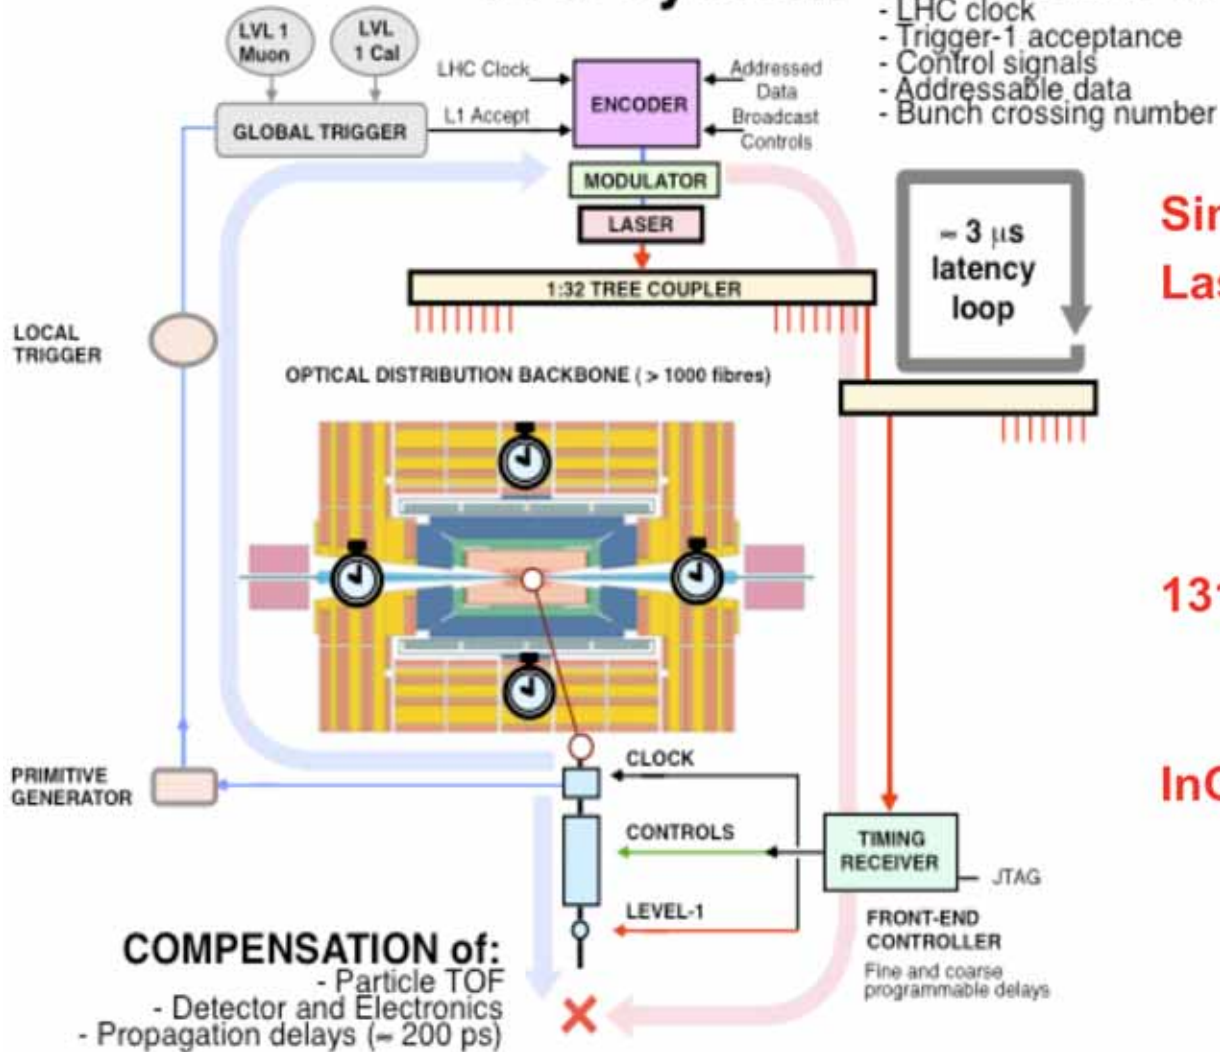 - LHC clock
- Trigger-1 acceptance
- Control signals
- Addressable data
- Bunch crossing number
LVL 1
Muon
LVL
1 Cal
GLOBAL TRIGGER
LHC Clock
L1 Accept
ENCODER
Addressed
Data
Broadcast
Controls
MODULATOR
LASER
1:32 TREE COUPLER
≈ 3 µs
latency
loop
LOCAL
TRIGGER
OPTICAL DISTRIBUTION BACKBONE ( > 1000 fibres)
PRIMITIVE
GENERATOR
CLOCK
CONTROLS
LEVEL-1
TIMING
RECEIVER
JTAG
FRONT-END
CONTROLLER
Fine and coarse
programmable delays
COMPENSATION of:
- Particle TOF
- Detector and Electronics
- Propagation delays (≈ 200 ps)